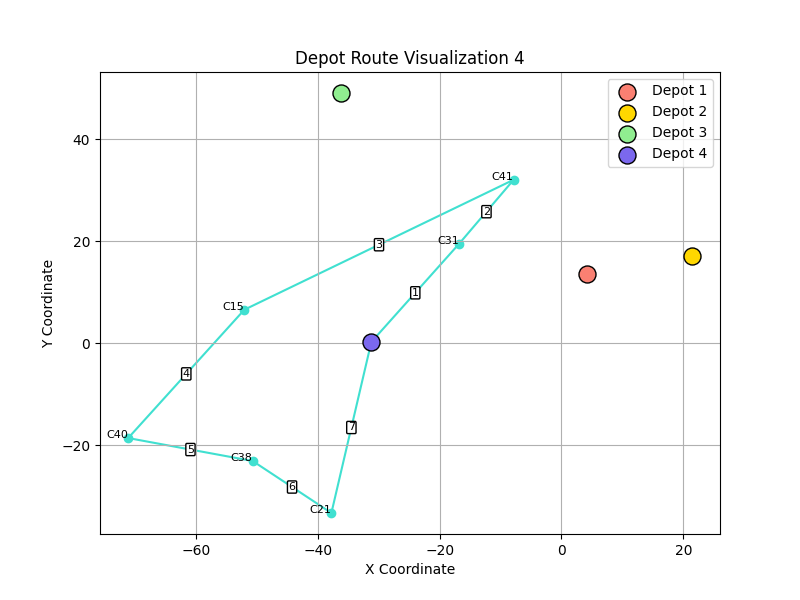 Depot Route Visualization 4
Depot 1
Depot 2
Depot 3
Depot 4
Y Coordinate
40
20
0
−20
−60
−40
−20
0
20
X Coordinate
C41
2
C31
3
1
C15
4
7
C40
5
C38
6
C21